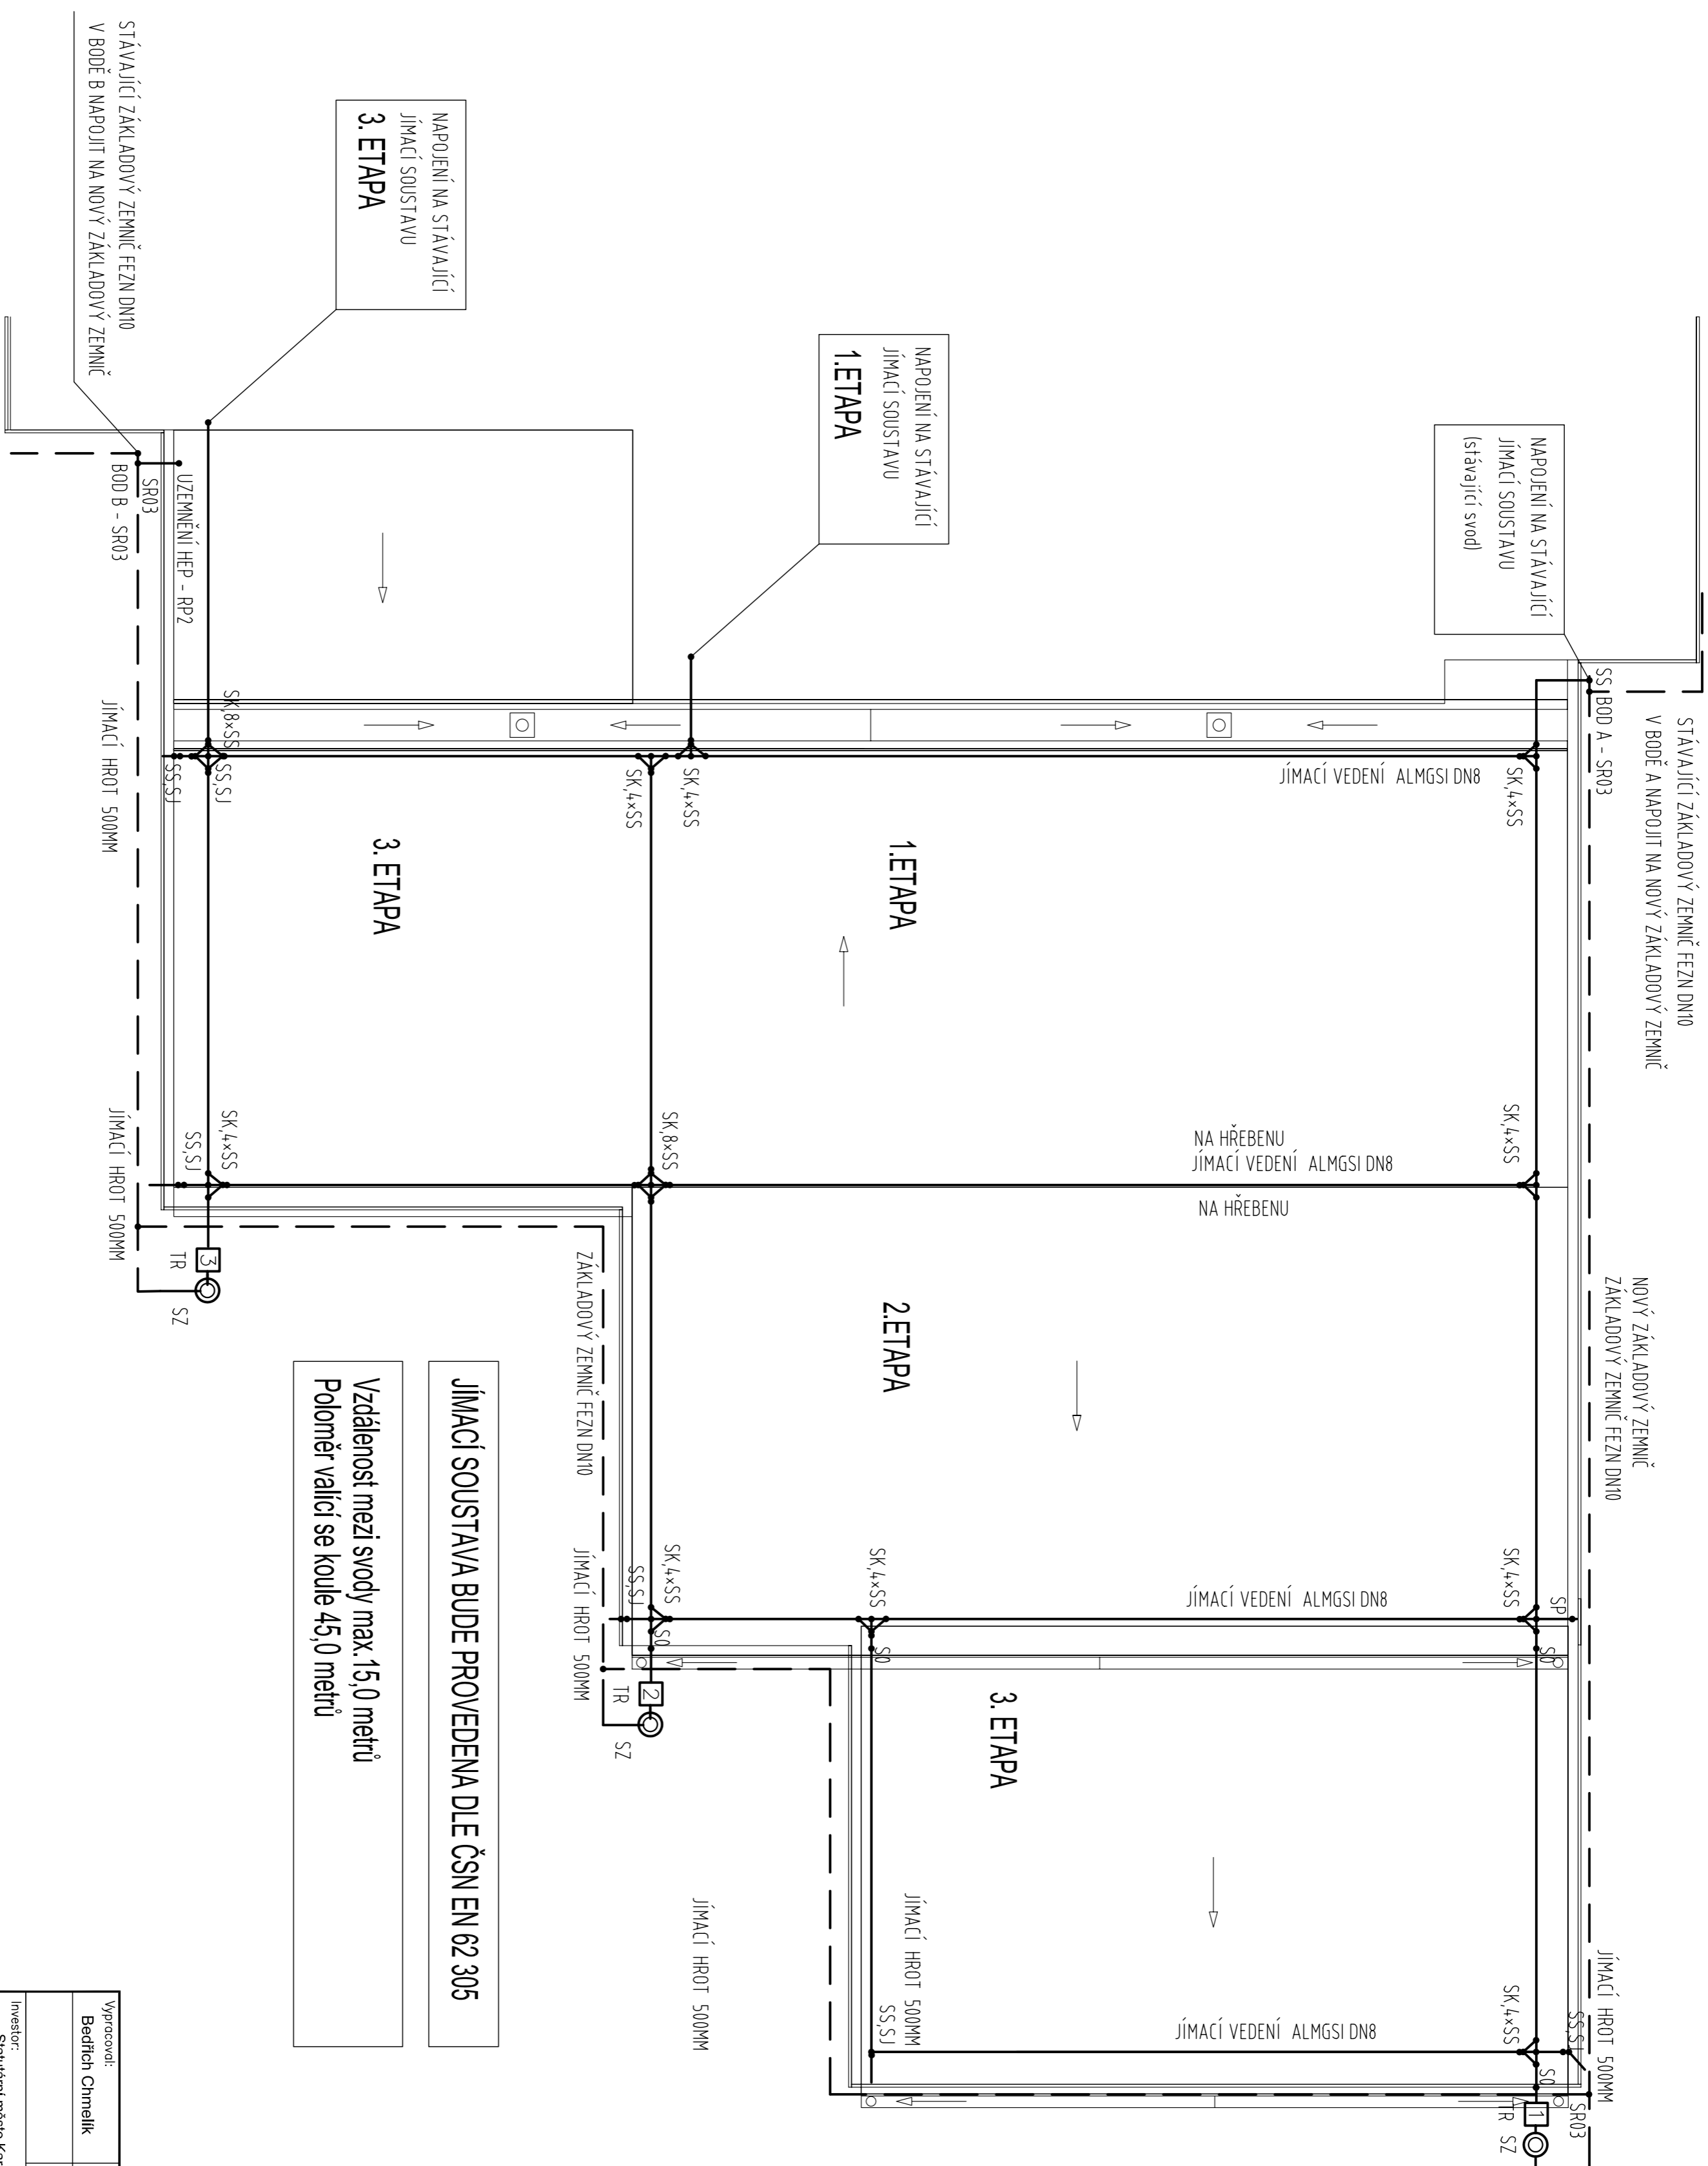 STÁVAJÍCÍ ZÁKLADOVÝ ZEMNIČ FEZN DN10
V BODĚ A NAPOJIT NA NOVÝ ZÁKLADOVÝ ZEMNIČ
NOVÝ ZÁKLADOVÝ ZEMNIČ
ZÁKLADOVÝ ZEMNIČ FEZN DN10
JÍMACÍ HROT 500MM
SS BOD A - SR03
SR03
NAPOJENÍ NA STÁVAJÍCÍ
JÍMACÍ SOUSTAVU
(stávající svod)
SS,SJ
SP
SO
SO
SK,4×SS
SK,4×SS
SK,4×SS
SK,4×SS
1
TR
SZ
JÍMACÍ VEDENÍ ALMGSI DN8
NA HŘEBENU
JÍMACÍ VEDENÍ ALMGSI DN8
NA HŘEBENU
JÍMACÍ VEDENÍ ALMGSI DN8
JÍMACÍ VEDENÍ ALMGSI DN8
NAPOJENÍ NA STÁVAJÍCÍ
JÍMACÍ SOUSTAVU
1.ETAPA
1.ETAPA
2.ETAPA
3. ETAPA
SK,4×SS
SO
JÍMACÍ HROT 500MM
SS,SJ
JÍMACÍ HROT 500MM
SK,4×SS
SK,4×SS
SK,8×SS
SK,4×SS
SO
SS,SJ
2
TR
SZ
JÍMACÍ HROT 500MM
ZÁKLADOVÝ ZEMNIČ FEZN DN10
NAPOJENÍ NA STÁVAJÍCÍ
JÍMACÍ SOUSTAVU
3. ETAPA
3. ETAPA
JÍMACÍ SOUSTAVA BUDE PROVEDENA DLE ČSN EN 62 305
Vzdálenost mezi svody max.15,0 metrů
Poloměr valící se koule 45,0 metrů
SK,8×SS
SS,SJ
SS,SJ
SK,4×SS
SS,SJ
3
TR
SZ
UZEMNĚNÍ HEP - RP2
SR03
BOD B - SR03
JÍMACÍ HROT 500MM
JÍMACÍ HROT 500MM
STÁVAJÍCÍ ZÁKLADOVÝ ZEMNIČ FEZN DN10
V BODĚ B NAPOJIT NA NOVÝ ZÁKLADOVÝ ZEMNIČ
Vypracoval:
Bedřich Chmelík
Investor: